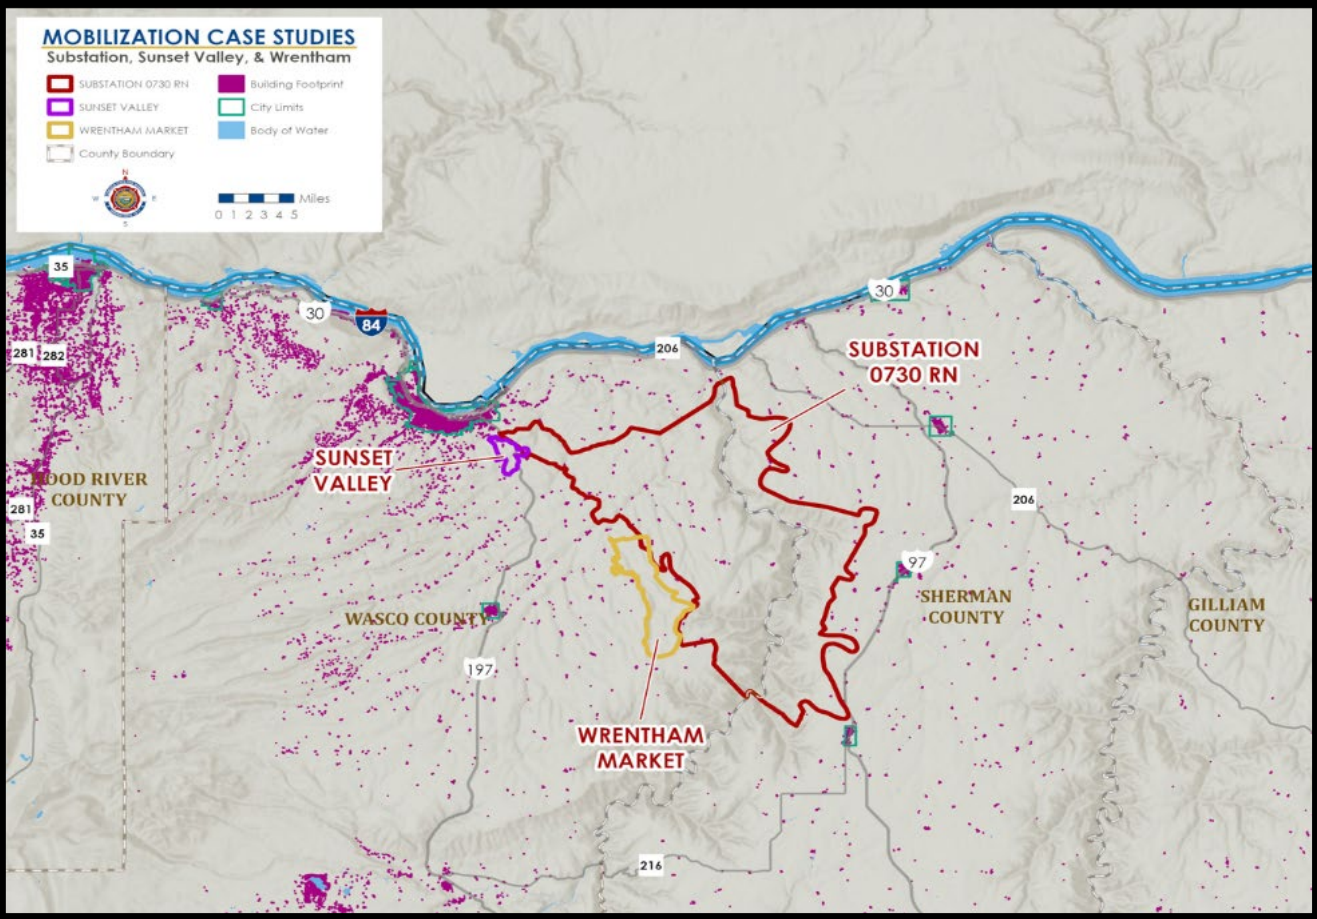 MOBILIZATION CASE STUDIES
Substation, Sunset Valley, & Wrentham
SUBSTATION 0730 RN
Building Footprint
SUNSET VALLEY
City Limits
WRENTHAM MARKET
Body of Water
County Boundary
N
W
E
S
Miles
0 1 2 3 4 5
35
30
30
84
206
281
282
SUBSTATION
0730 RN
SUNSET
VALLEY
HOOD RIVER
COUNTY
281
35
206
97
SHERMAN
COUNTY
GILLIAM
COUNTY
WASCO COUNTY
197
WRENTHAM
MARKET
216